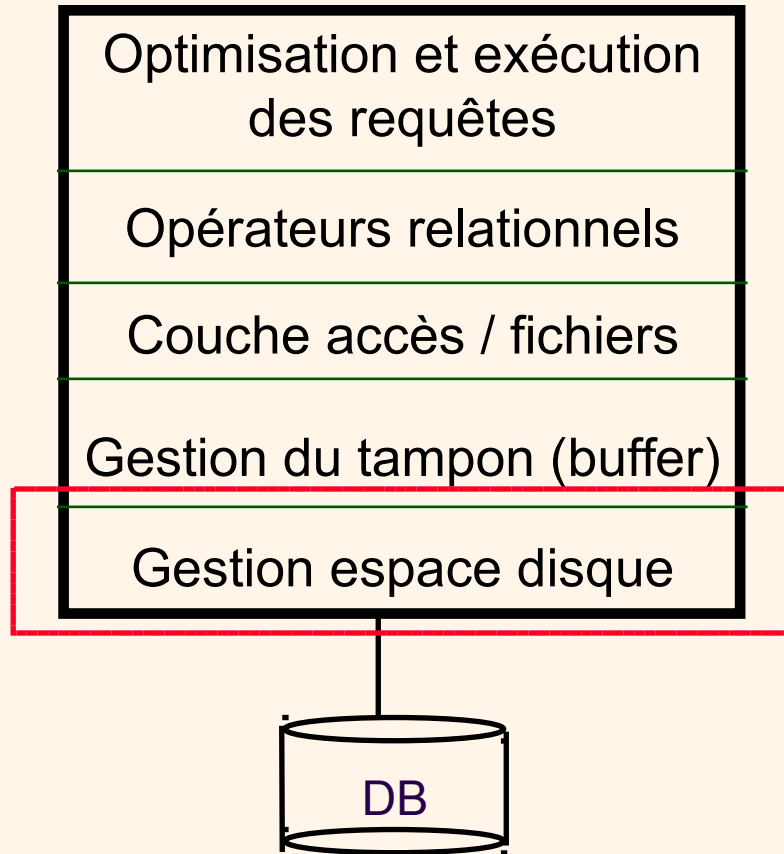 Optimisation et exécution
des requêtes
Opérateurs relationnels
Couche accès / fichiers
Gestion du tampon (buffer)
Gestion espace disque
DB